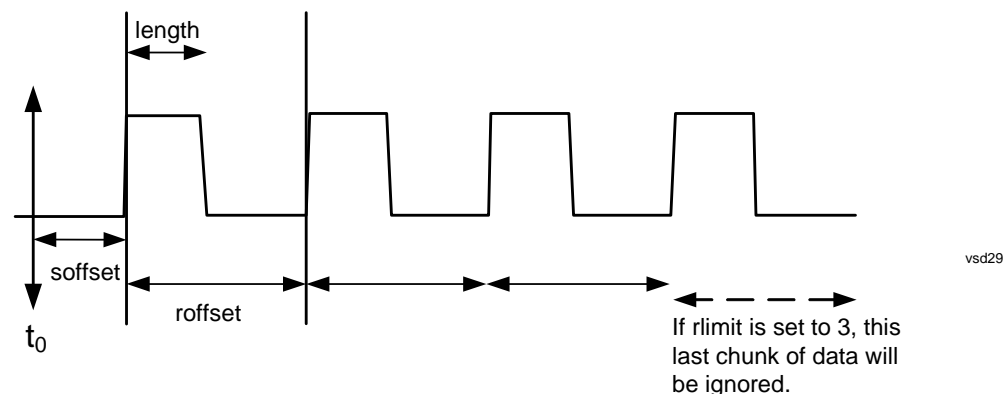 length
vsd29
soffset
roffset
t₀
If rlimit is set to 3, this
last chunk of data will
be ignored.